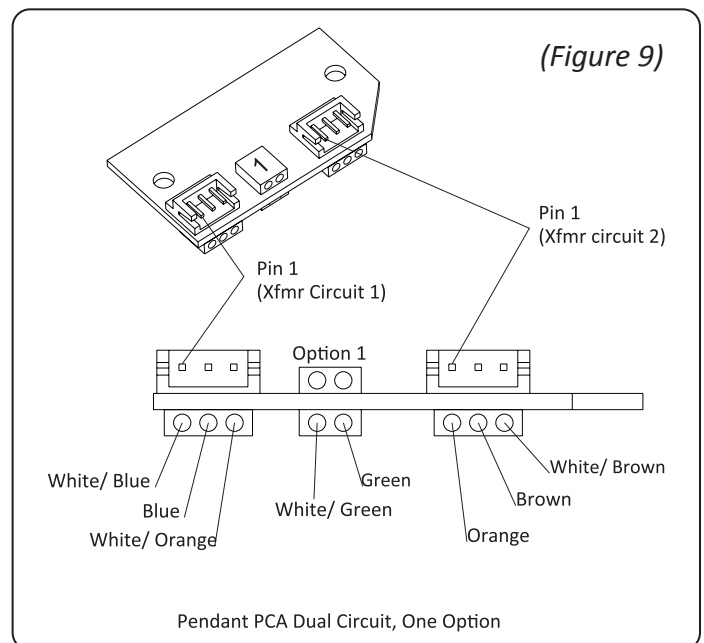 (Figure 9)
1
Pin 1
(Xfmr circuit 2)
Pin 1
(Xfmr Circuit 1)
Option 1
White/ Blue
Blue
White/ Orange
White/ Green
Green
Orange
Brown
White/ Brown
Pendant PCA Dual Circuit, One Option